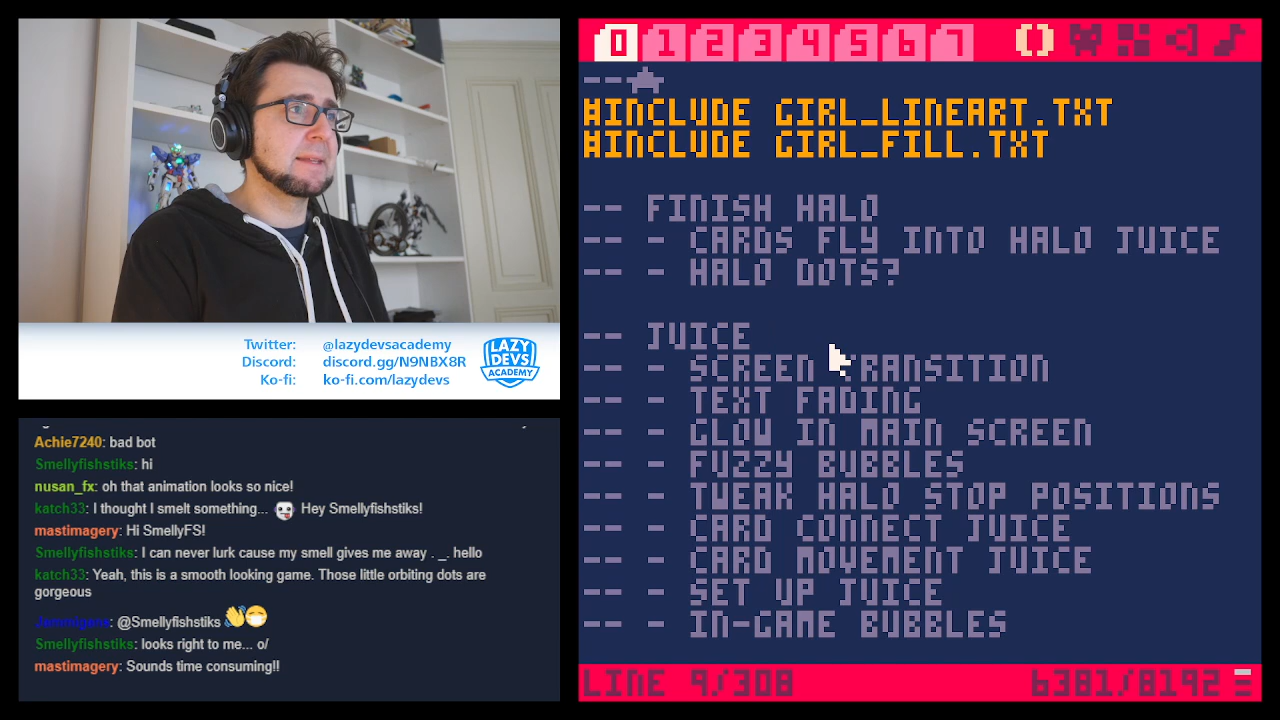 Twitter: @lazydevsacademy
Discord: discord.gg/N9NBX8R
Ko-fi: ko-fi.com/lazydevs
LAZY
DEVS
ACADEMY
Achie7240: bad bot
Smellyfishstiks: hi
nusan_fx: oh that animation looks so nice!
katch33: I thought I smelt something... Hey Smellyfishstiks!
mastimagery: Hi SmellyFS!
Smellyfishstiks: I can never lurk cause my smell gives me away . _. hello
katch33: Yeah, this is a smooth looking game. Those little orbiting dots are
gorgeous
@Smellyfishstiks
Smellyfishstiks: looks right to me... o/
mastimagery: Sounds time consuming!!
0 1 2 3 4 5 6 7 ()
--
#INCLUDE GIRL_LINEART.TXT
#INCLUDE GIRL_FILL.TXT
-- FINISH HALO
-- - CARDS FLY INTO HALO JUICE
-- - HALO DOTS?
-- JUICE
-- - SCREEN TRANSITION
-- - TEXT FADING
-- - GLOW IN MAIN SCREEN
-- - FUZZY BUBBLES
-- - TWEAK HALO STOP POSITIONS
-- - CARD CONNECT JUICE
-- - CARD MOVEMENT JUICE
-- - SET UP JUICE
-- - IN-GAME BUBBLES
LINE 9/308 6381/8192